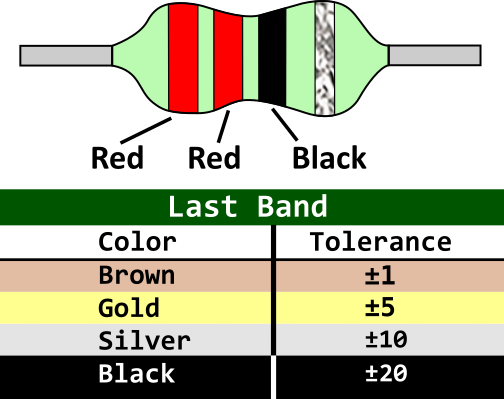 Red Red Black
Last Band
Color Tolerance
Brown ±1
Gold ±5
Silver ±10
Black ±20